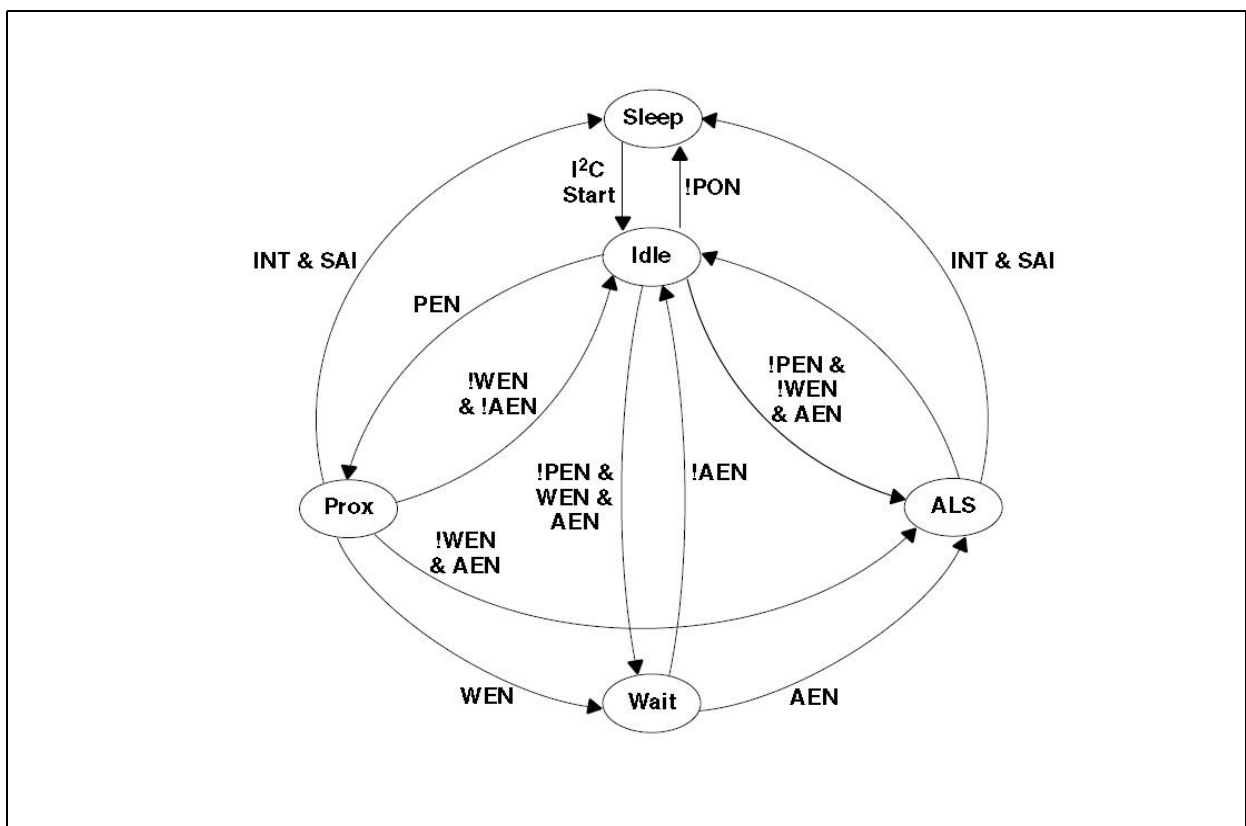 Sleep
I²C
Start
!PON
Idle
INT & SAI
INT & SAI
PEN
!WEN
& !AEN
!PEN &
!WEN
& AEN
!PEN &
WEN &
AEN
!AEN
Prox
ALS
!WEN
& AEN
WEN
Wait
AEN